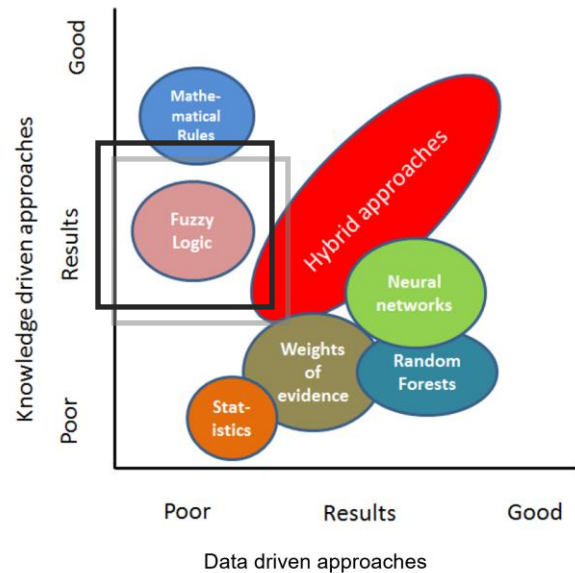 Good
Results
Poor
Knowledge driven approaches
Mathe-
matical
Rules
Fuzzy
Logic
Hybrid approaches
Neural
networks
Weights
of
evidence
Random
Forests
Stat-
istics
Poor Results Good
Data driven approaches